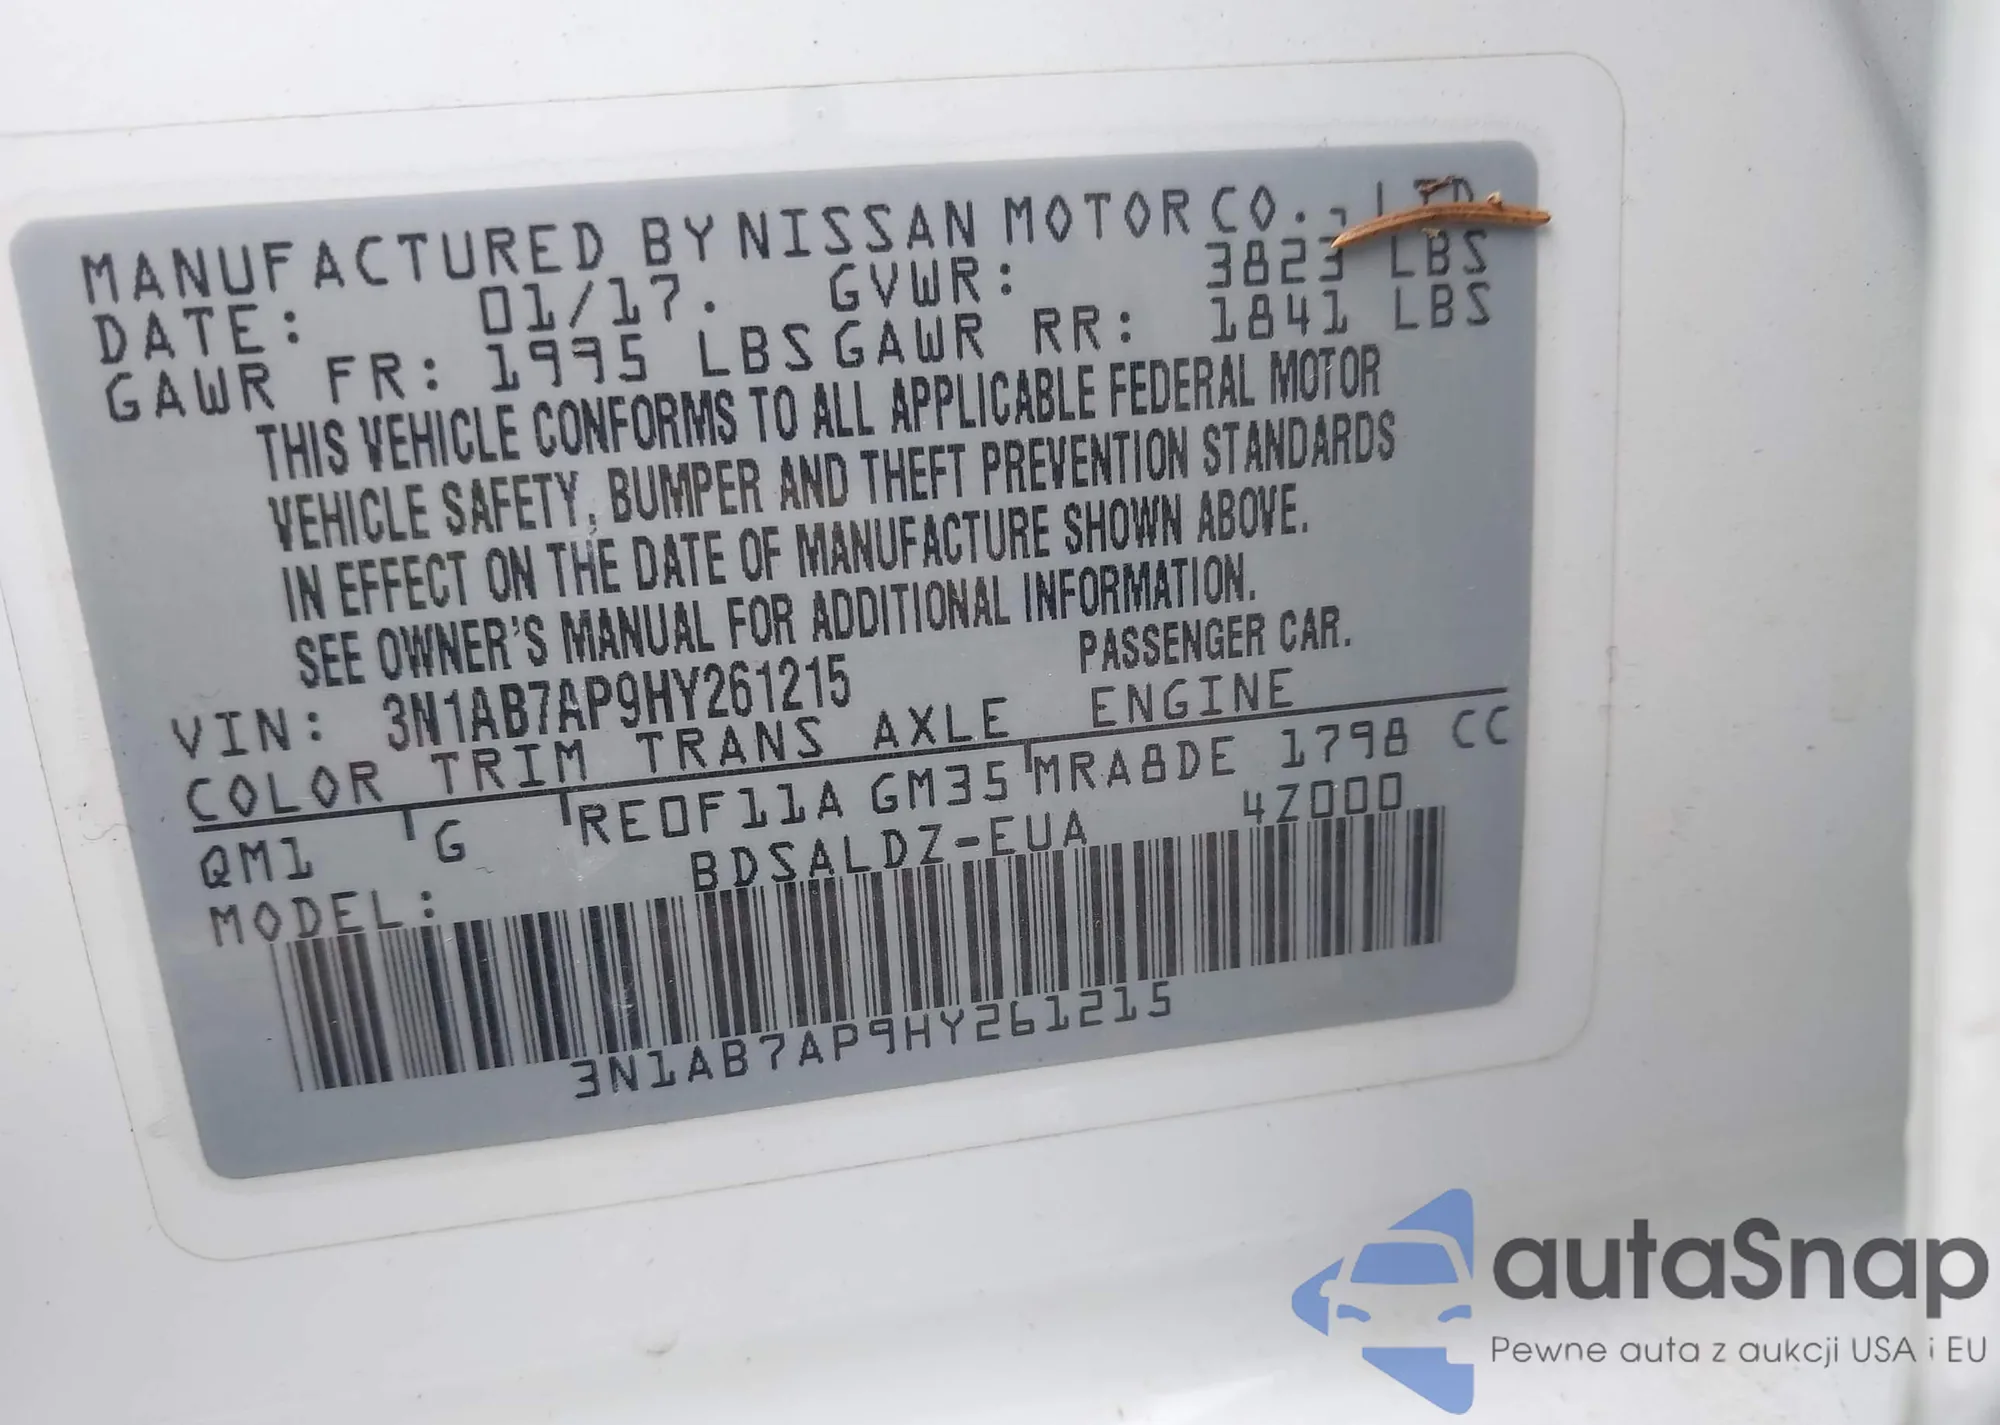 MANUFACTURED BY NISSAN MOTOR CO., LTD.
DATE: 01/17. GVWR: 3823 LBS
GAWR FR: 1995 LBS GAWR RR: 1841 LBS
THIS VEHICLE CONFORMS TO ALL APPLICABLE FEDERAL MOTOR
VEHICLE SAFETY, BUMPER AND THEFT PREVENTION STANDARDS
IN EFFECT ON THE DATE OF MANUFACTURE SHOWN ABOVE.
SEE OWNER'S MANUAL FOR ADDITIONAL INFORMATION.
VIN: 3N1AB7AP9HY261215 PASSENGER CAR.
COLOR TRIM TRANS AXLE ENGINE
QM1 G RE0F11A GM35 MRA8DE 1798 CC
MODEL: BDSALDZ-EUA 4Z000
3N1AB7AP9HY261215
autaSnap
Pewne auta z aukcji USA i EU